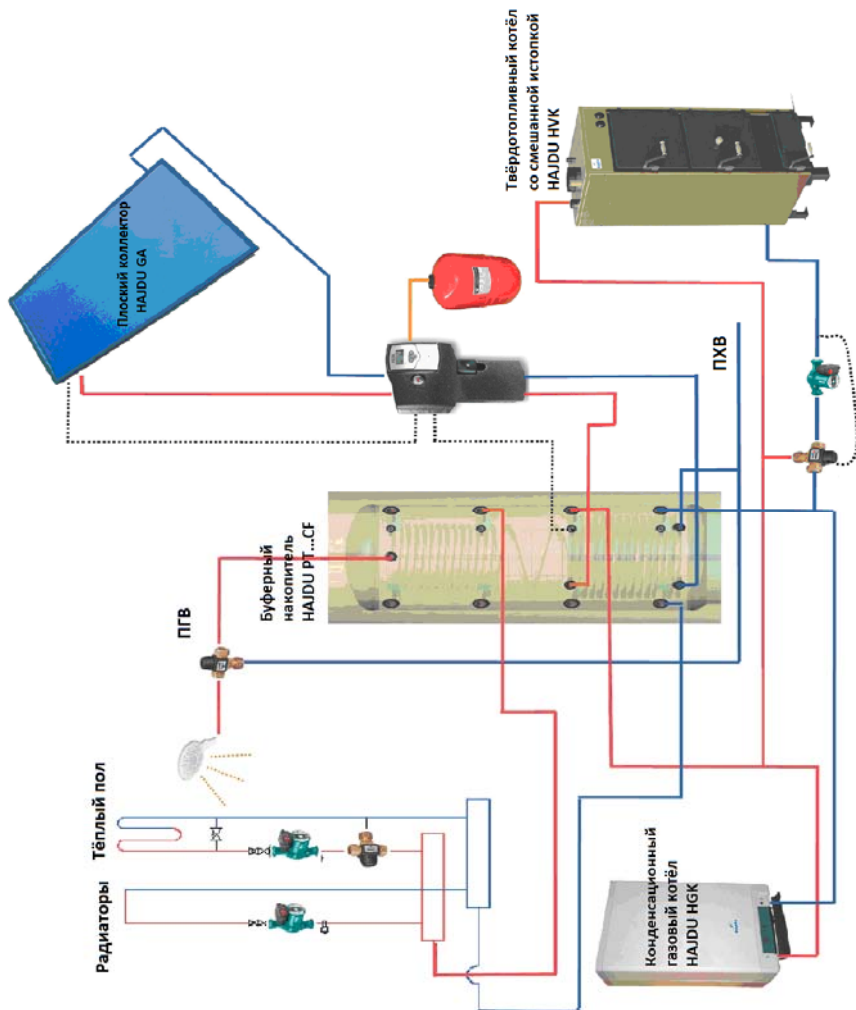 Плоский коллектор
HAJDU GA
Твёрдотопливный котёл
со смешанной истопкой
HAJDU HVK
ПХВ
Буферный
накопитель
HAJDU PT...CF
ПГВ
Тёплый пол
Радиаторы
Конденсационный
газовый котёл
HAJDU HGK